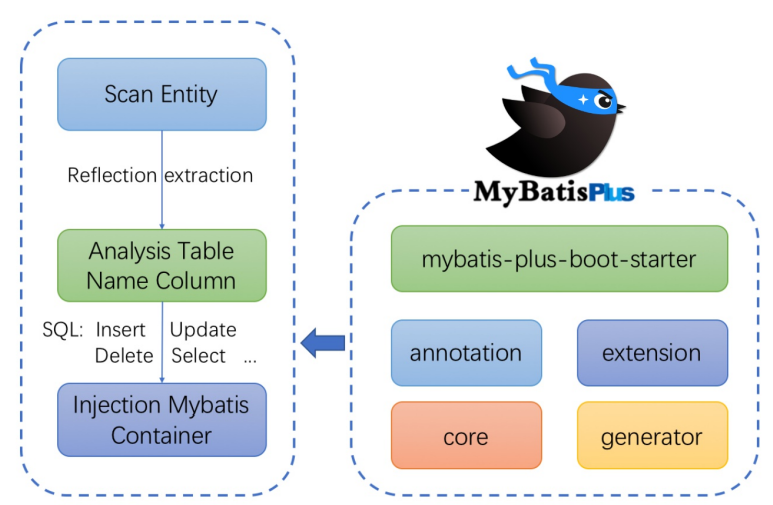 Scan Entity
Reflection extraction
Analysis Table
Name Column
SQL: Insert Update
Delete Select ...
Injection Mybatis
Container
MyBatisPlus
mybatis-plus-boot-starter
annotation
extension
core
generator